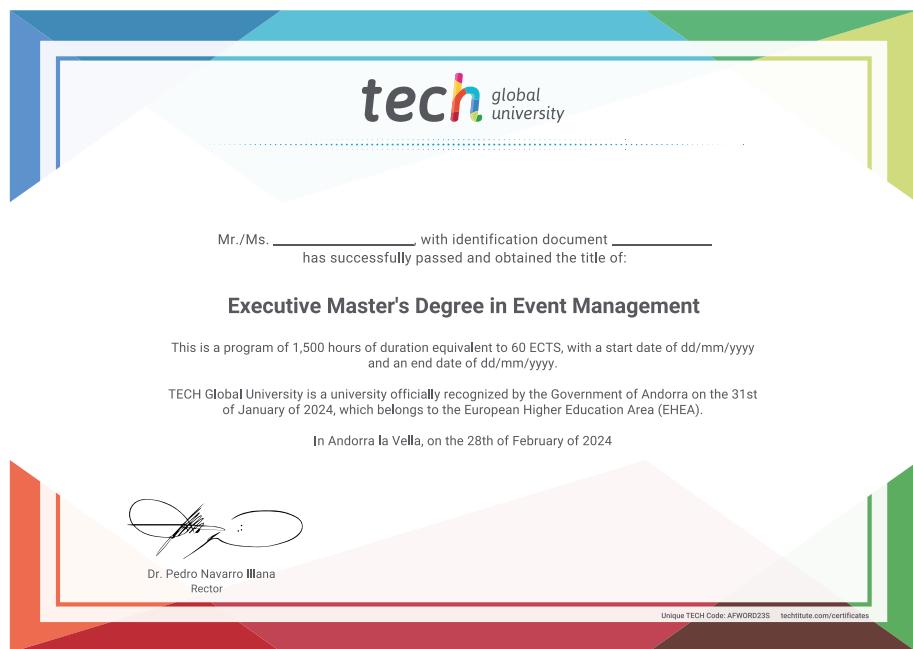 tech global
university
Mr./Ms. ____________, with identification document ____________
has successfully passed and obtained the title of:
Executive Master's Degree in Event Management
This is a program of 1,500 hours of duration equivalent to 60 ECTS, with a start date of dd/mm/yyyy
and an end date of dd/mm/yyyy.
TECH Global University is a university officially recognized by the Government of Andorra on the 31st
of January of 2024, which belongs to the European Higher Education Area (EHEA).
In Andorra la Vella, on the 28th of February of 2024
Dr. Pedro Navarro Illana
Rector
Unique TECH Code: AFWORD23S techtitute.com/certificates